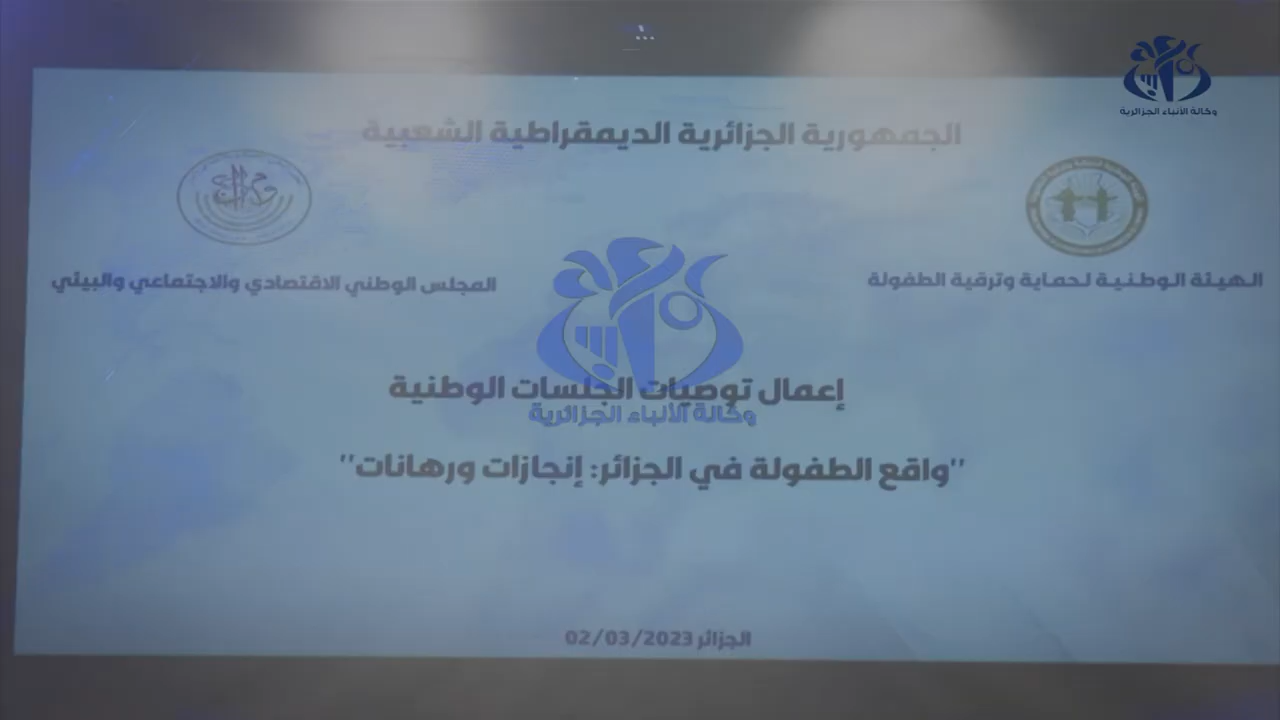 وكالة الأنباء الجزائرية
الجمهورية الجزائرية الديمقراطية الشعبية
الهيئة الوطنية لحماية وترقية الطفولة
المجلس الوطني الاقتصادي والاجتماعي والبيئي
إعمال توصيات الجلسات الوطنية
وكالة الأنباء الجزائرية
"واقع الطفولة في الجزائر: إنجازات ورهانات"
الجزائر 02/03/2023